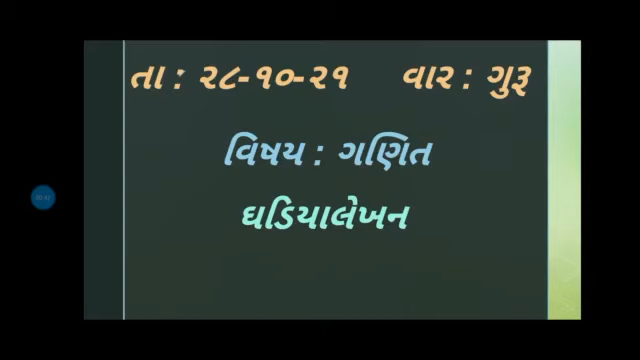 તા : ૨૮-૧૦-૨૧ વાર : ગુરૂ
વિષય : ગણિત
ઘડિયાલેખન